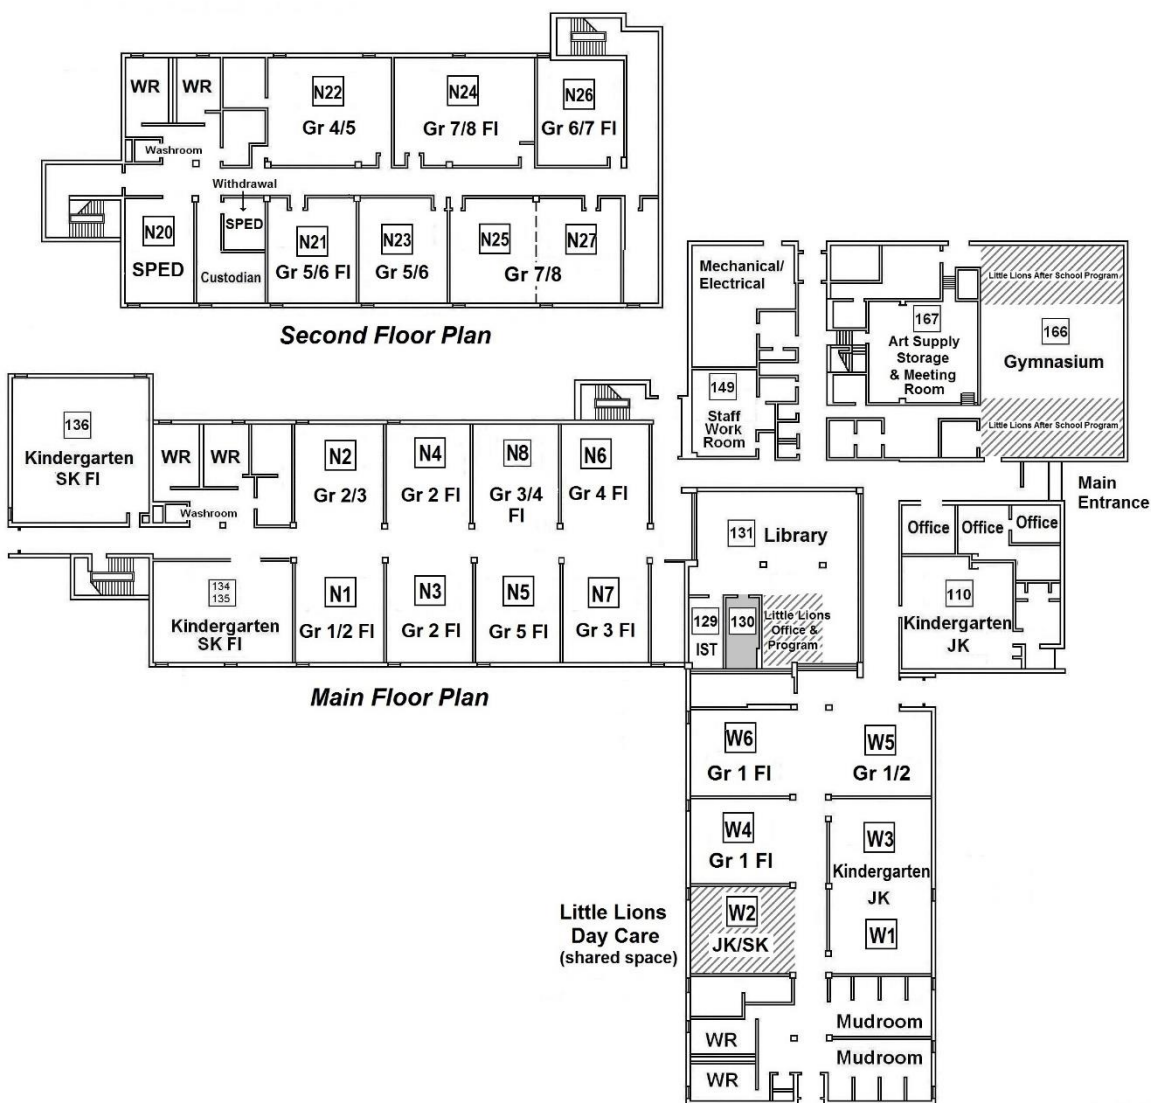 WR
WR
N22
Gr 4/5
N24
Gr 7/8 FI
N26
Gr 6/7 FI
Washroom
Withdrawal
N20
SPED
SPED
Custodian
N21
Gr 5/6 FI
N23
Gr 5/6
N25
N27
Gr 7/8
Second Floor Plan
Mechanical/
Electrical
149
Staff
Work
Room
167
Art Supply
Storage
& Meeting
Room
Little Lions After School Program
166
Gymnasium
Little Lions After School Program
Main
Entrance
136
Kindergarten
SK FI
WR
WR
Washroom
N2
Gr 2/3
N4
Gr 2 FI
N8
Gr 3/4
FI
N6
Gr 4 FI
134
135
Kindergarten
SK FI
N1
Gr 1/2 FI
N3
Gr 2 FI
N5
Gr 5 FI
N7
Gr 3 FI
Main Floor Plan
131
Library
129
IST
130
Little Lions
Office &
Program
Office
Office
Office
110
Kindergarten
JK
W6
Gr 1 FI
W5
Gr 1/2
W4
Gr 1 FI
W3
Kindergarten
JK
W1
Little Lions
Day Care
(shared space)
W2
JK/SK
Mudroom
Mudroom
WR
WR